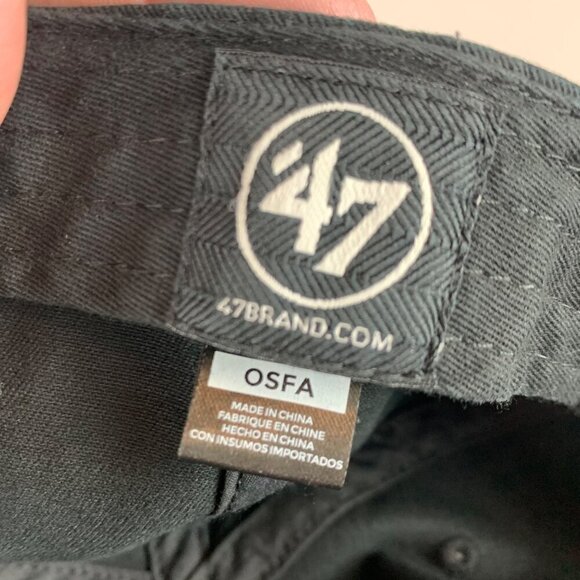 '47
47BRAND.COM
OSFA
MADE IN CHINA
FABRIQUE EN CHINE
HECHO EN CHINA
CON INSUMOS IMPORTADOS